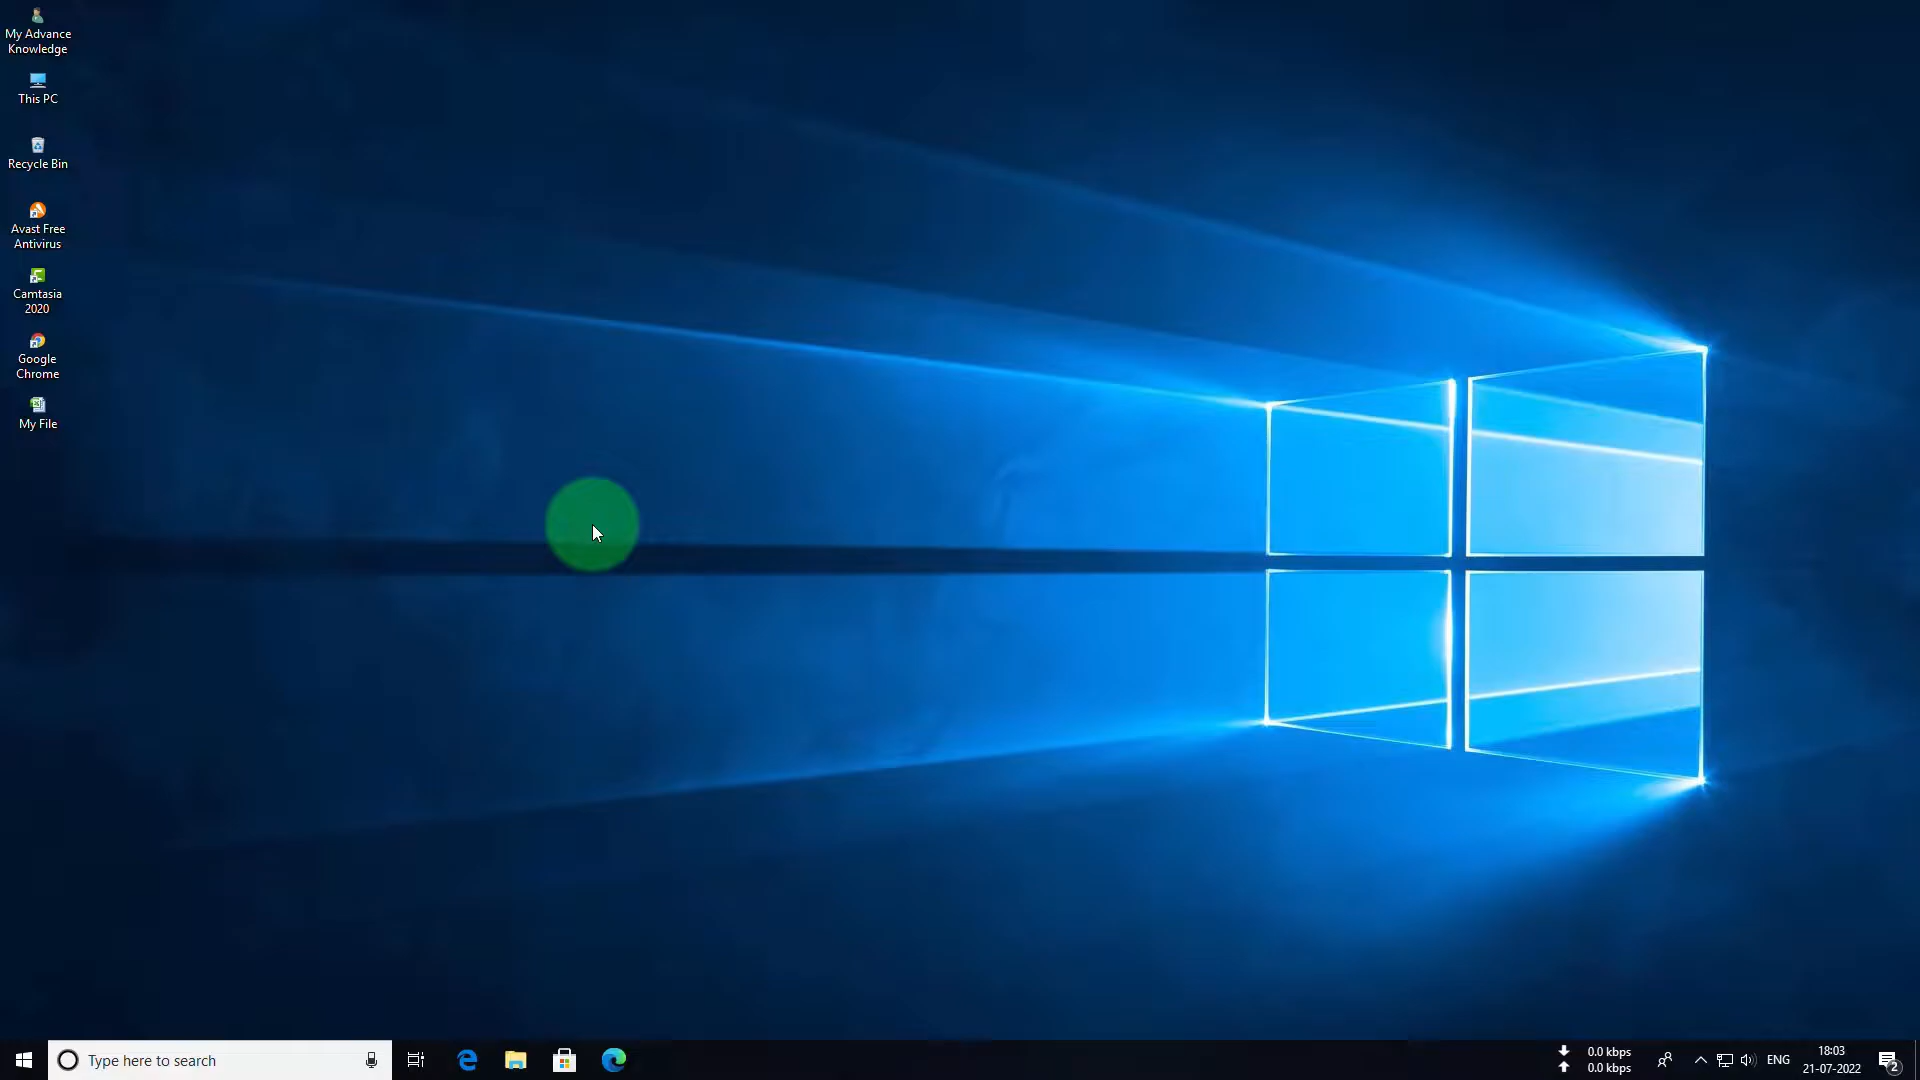 My Advance
Knowledge
This PC
Recycle Bin
Avast Free
Antivirus
Camtasia
2020
Google
Chrome
My File
Type here to search
0.0 kbps
0.0 kbps
ENG
18:03
21-07-2022
2